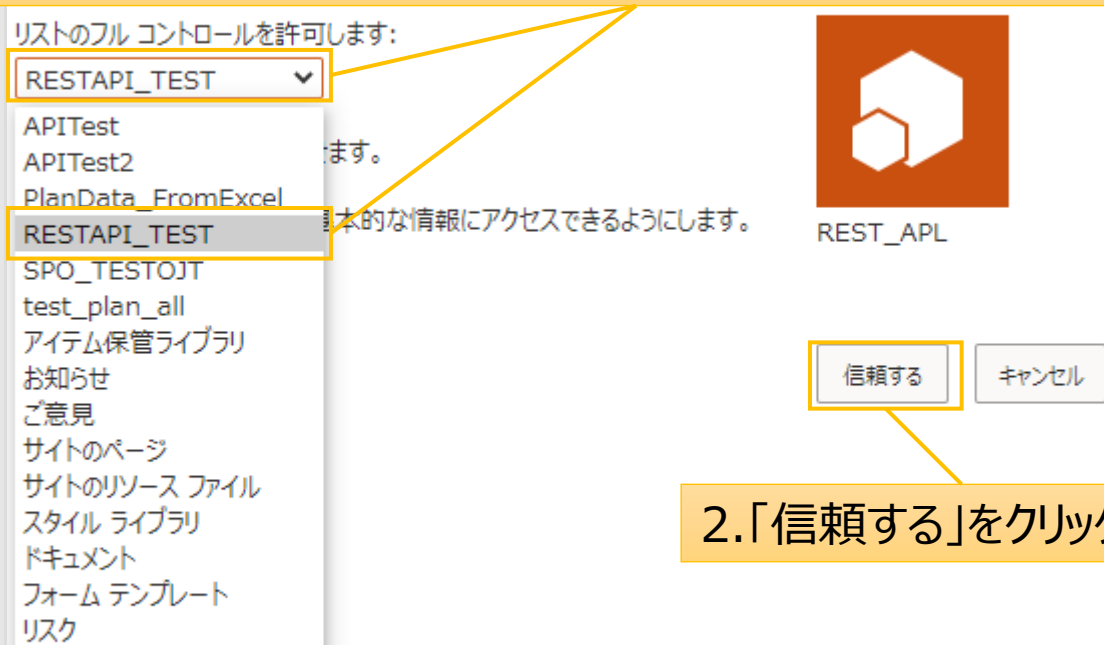 リストのフル コントロールを許可します:
RESTAPI_TEST
APITest
APITest2
ます。
PlanData_FromExcel
RESTAPI_TEST
本的な情報にアクセスできるようにします。
SPO_TESTOJT
test_plan_all
アイテム保管ライブラリ
お知らせ
ご意見
サイトのページ
サイトのリソース ファイル
スタイル ライブラリ
ドキュメント
フォーム テンプレート
リスク
REST_APL
信頼する
キャンセル
2.「信頼する」をクリック